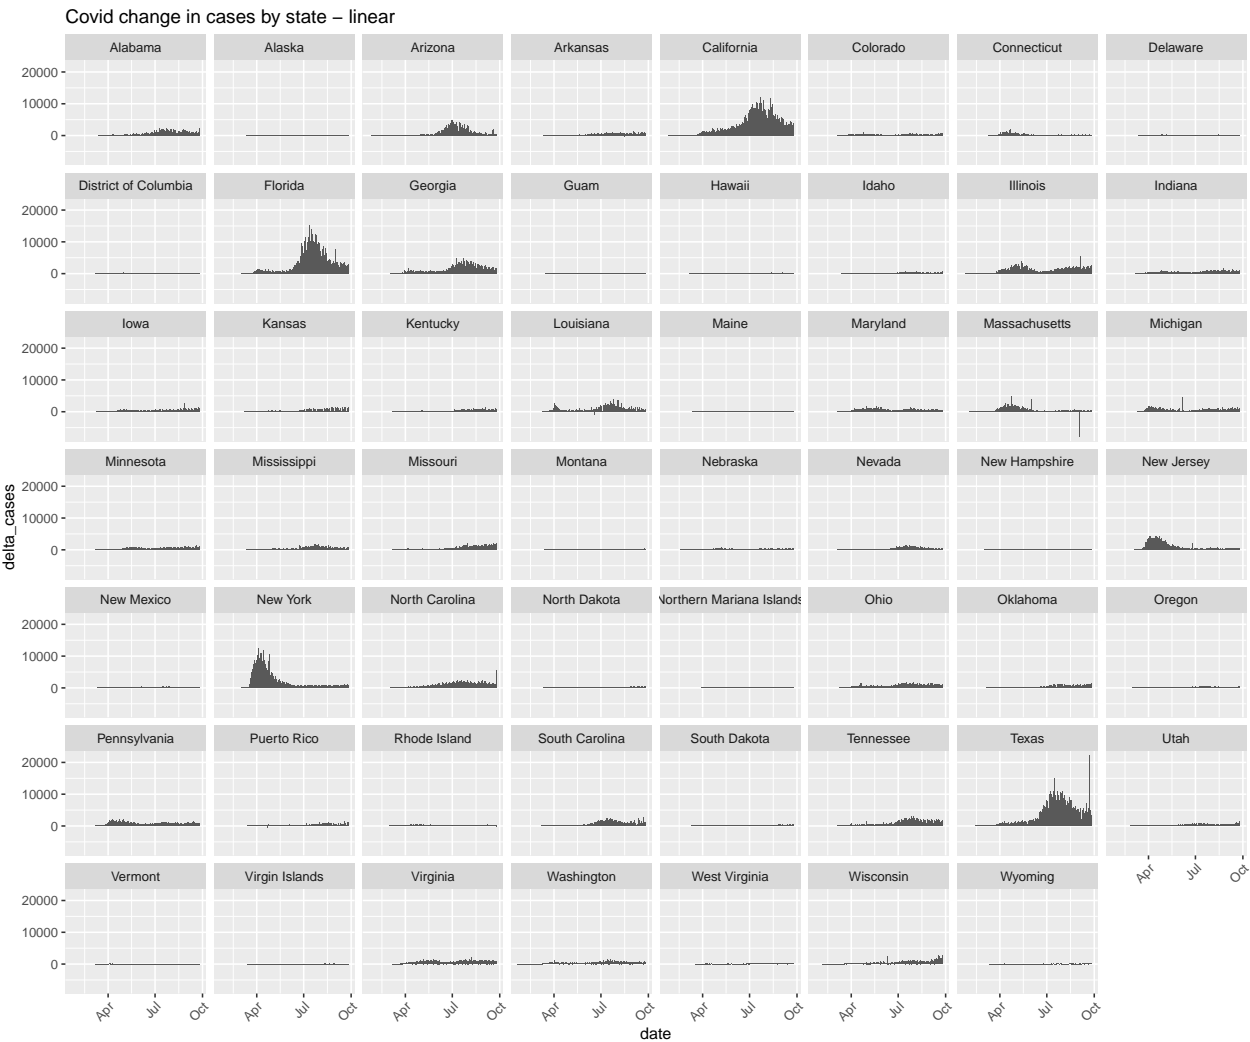 Covid change in cases by state − linear
Alabama Alaska Arizona Arkansas California Colorado Connecticut Delaware
20000
10000
0
District of Columbia Florida Georgia Guam Hawaii Idaho Illinois Indiana
20000
10000
0
Iowa Kansas Kentucky Louisiana Maine Maryland Massachusetts Michigan
20000
10000
0
Minnesota Mississippi Missouri Montana Nebraska Nevada New Hampshire New Jersey
20000
10000
0
delta_cases
New Mexico New York North Carolina North Dakota Northern Mariana Islands Ohio Oklahoma Oregon
20000
10000
0
Pennsylvania Puerto Rico Rhode Island South Carolina South Dakota Tennessee Texas Utah
20000
10000
0
Apr Jul Oct
Vermont Virgin Islands Virginia Washington West Virginia Wisconsin Wyoming
20000
10000
0
Apr Jul Oct Apr Jul Oct Apr Jul Oct Apr Jul Oct Apr Jul Oct Apr Jul Oct Apr Jul Oct
date